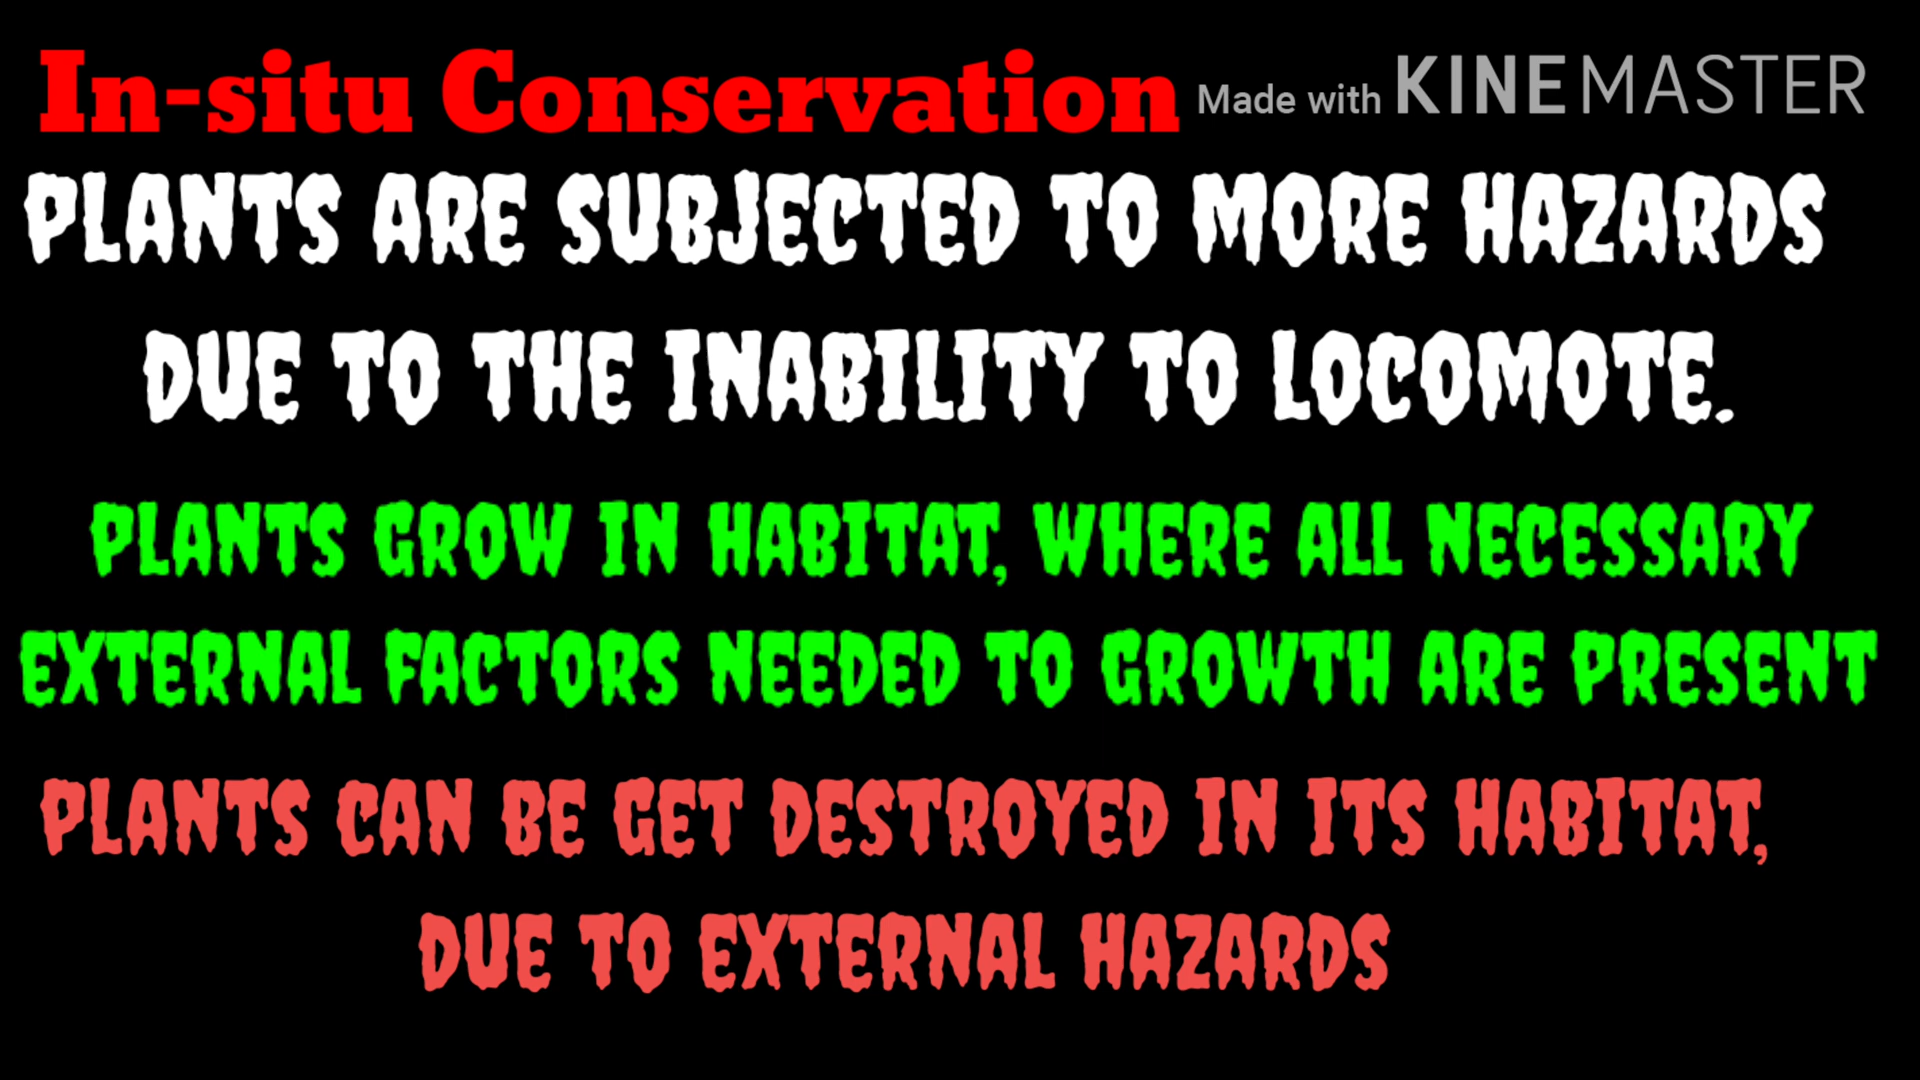 In-situ Conservation Made with KINEMASTER
PLANTS ARE SUBJECTED TO MORE HAZARDS
DUE TO THE INABILITY TO LOCOMOTE.
PLANTS GROW IN HABITAT, WHERE ALL NECESSARY
EXTERNAL FACTORS NEEDED TO GROWTH ARE PRESENT
PLANTS CAN BE GET DESTROYED IN ITS HABITAT,
DUE TO EXTERNAL HAZARDS